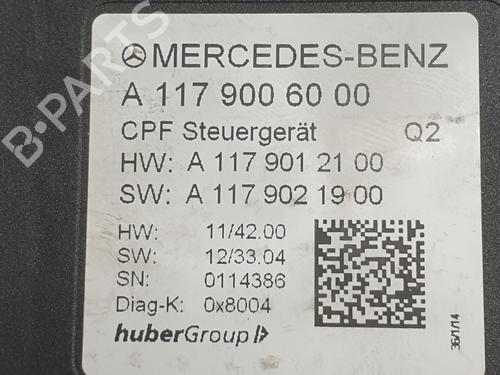 MERCEDES-BENZ
A 117 900 60 00
CPF Steuergerät Q2
HW: A 117 901 21 00
SW: A 117 902 19 00
HW: 11/42.00
SW: 12/33.04
SN: 0114386
Diag-K: 0x8004
huberGroup
36/1/14
B-PARTS